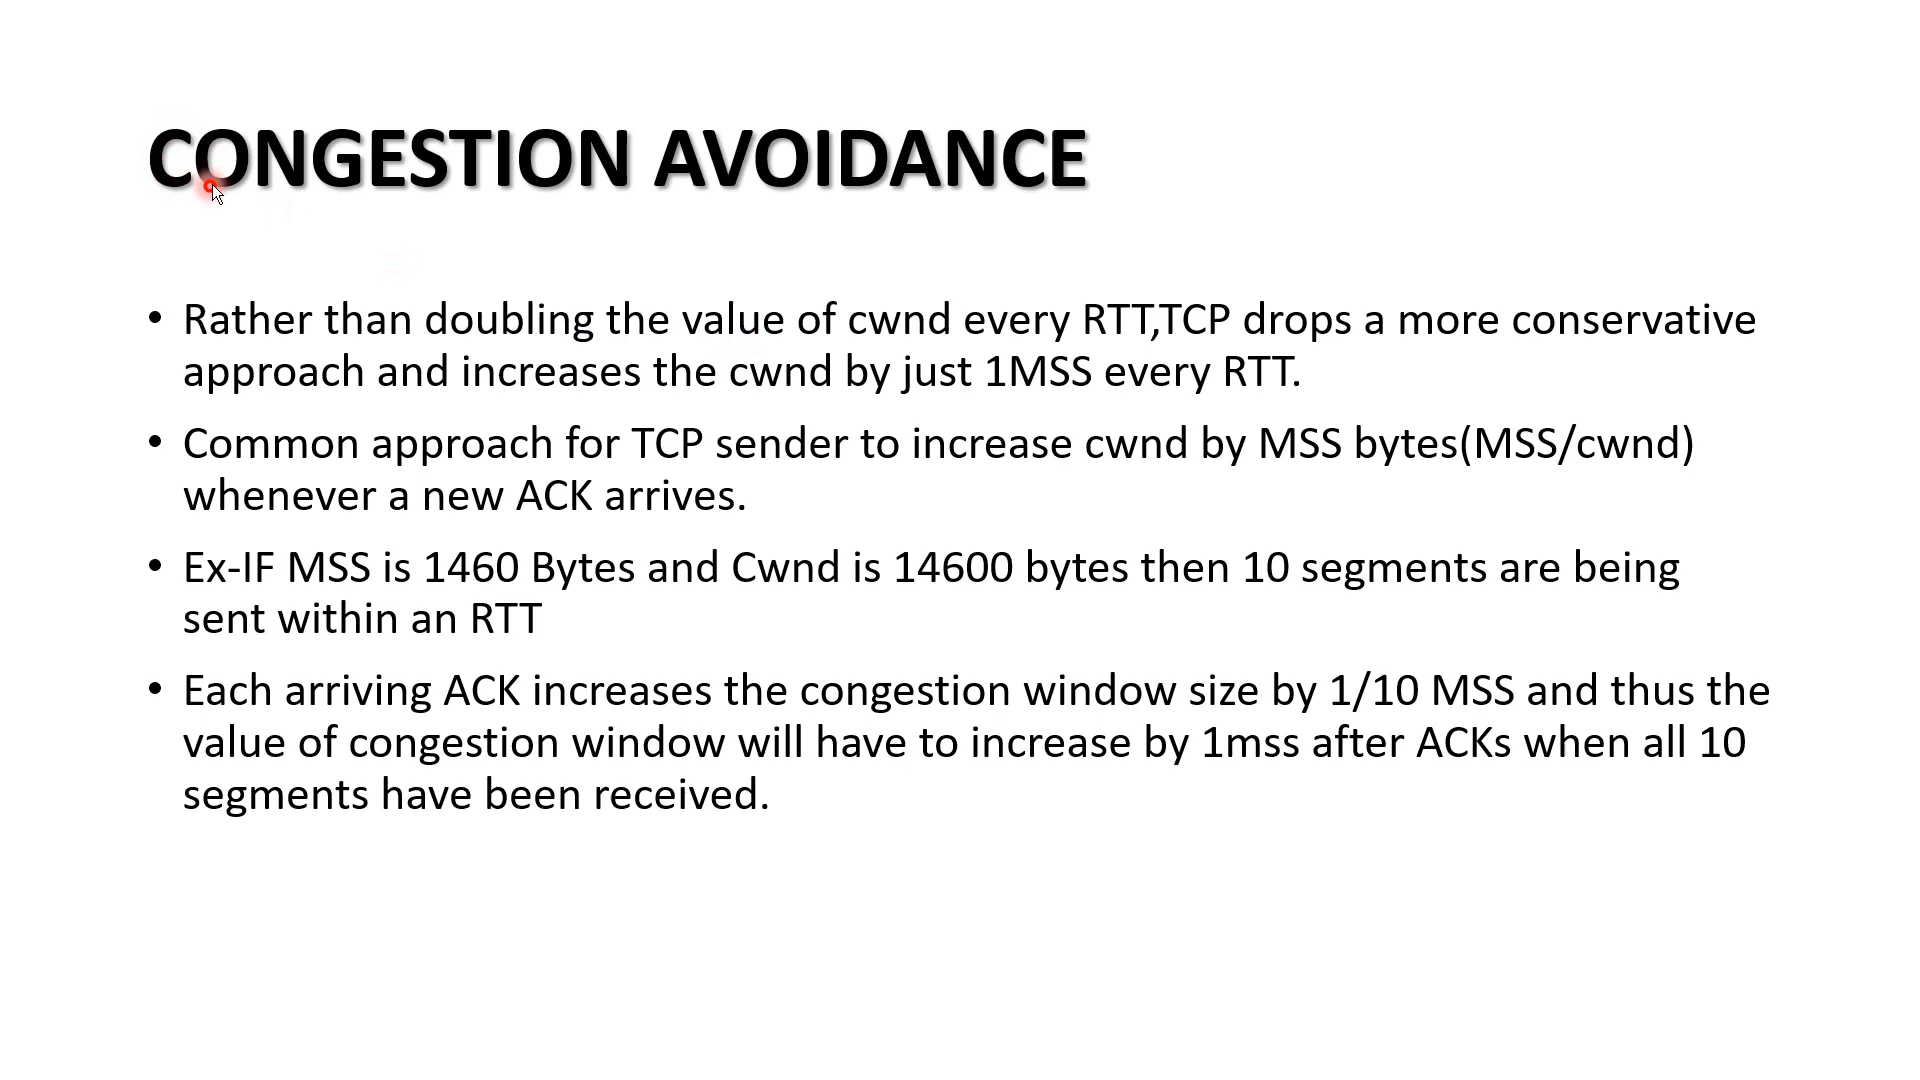 CONGESTION AVOIDANCE
• Rather than doubling the value of cwnd every RTT,TCP drops a more conservative
approach and increases the cwnd by just 1MSS every RTT.
• Common approach for TCP sender to increase cwnd by MSS bytes(MSS/cwnd)
whenever a new ACK arrives.
• Ex-IF MSS is 1460 Bytes and Cwnd is 14600 bytes then 10 segments are being
sent within an RTT
• Each arriving ACK increases the congestion window size by 1/10 MSS and thus the
value of congestion window will have to increase by 1mss after ACKs when all 10
segments have been received.